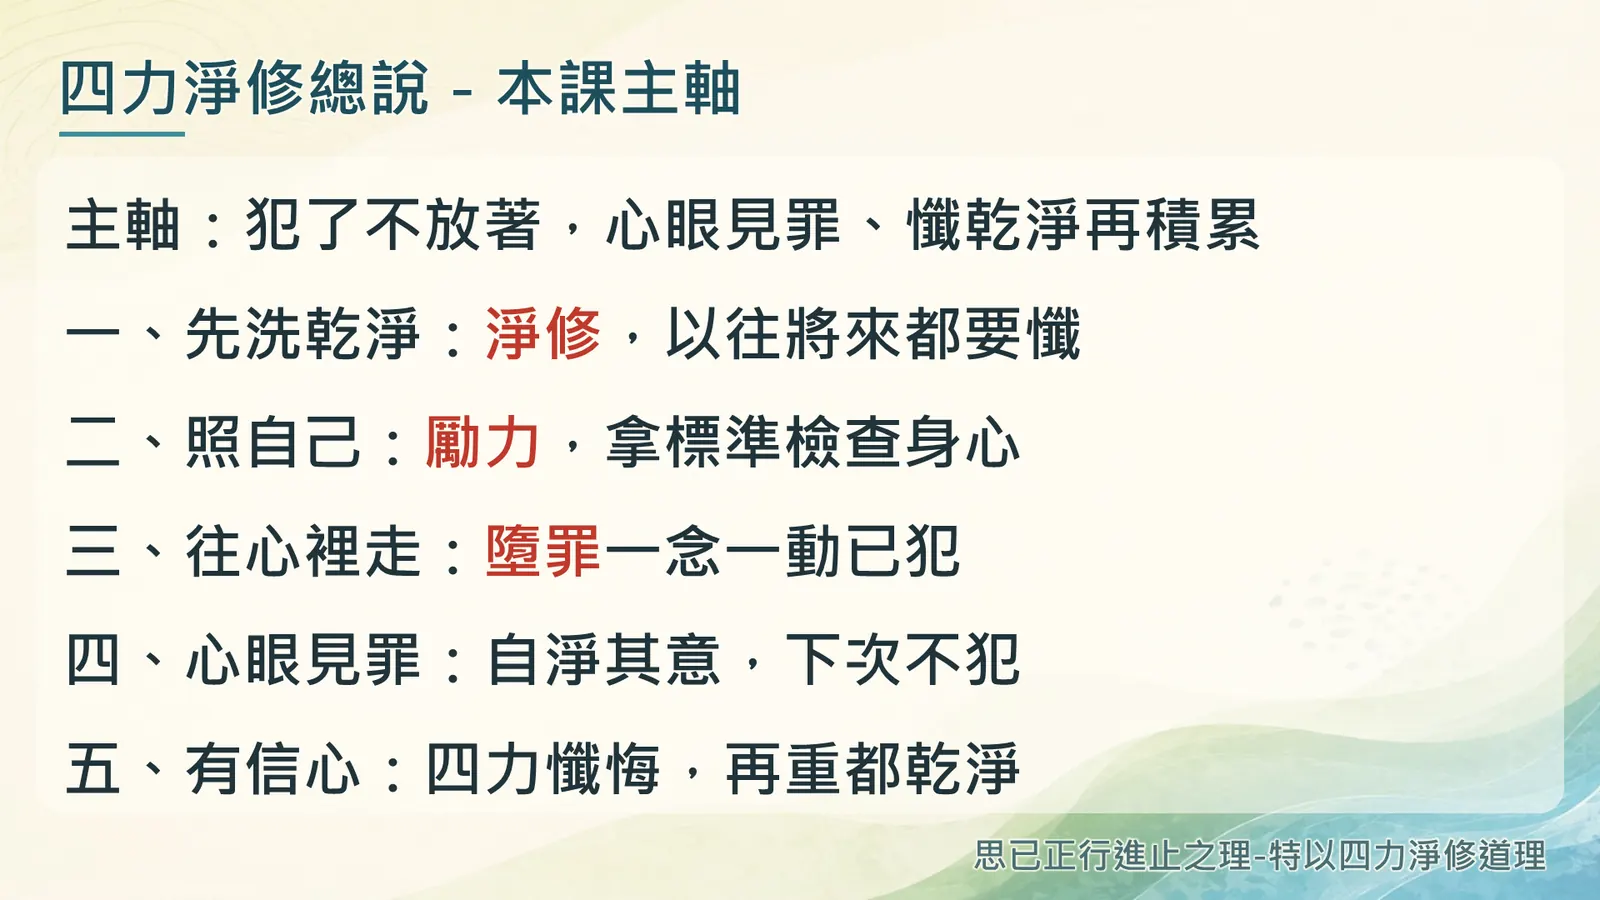 四力淨修總說 - 本課主軸
主軸：犯了不放著，心眼見罪、懺乾淨再積累
一、先洗乾淨：淨修，以往將來都要懺
二、照自己：勵力，拿標準檢查身心
三、往心裡走：墮罪一念一動已犯
四、心眼見罪：自淨其意，下次不犯
五、有信心：四力懺悔，再重都乾淨
思已正行進止之理-特以四力淨修道理